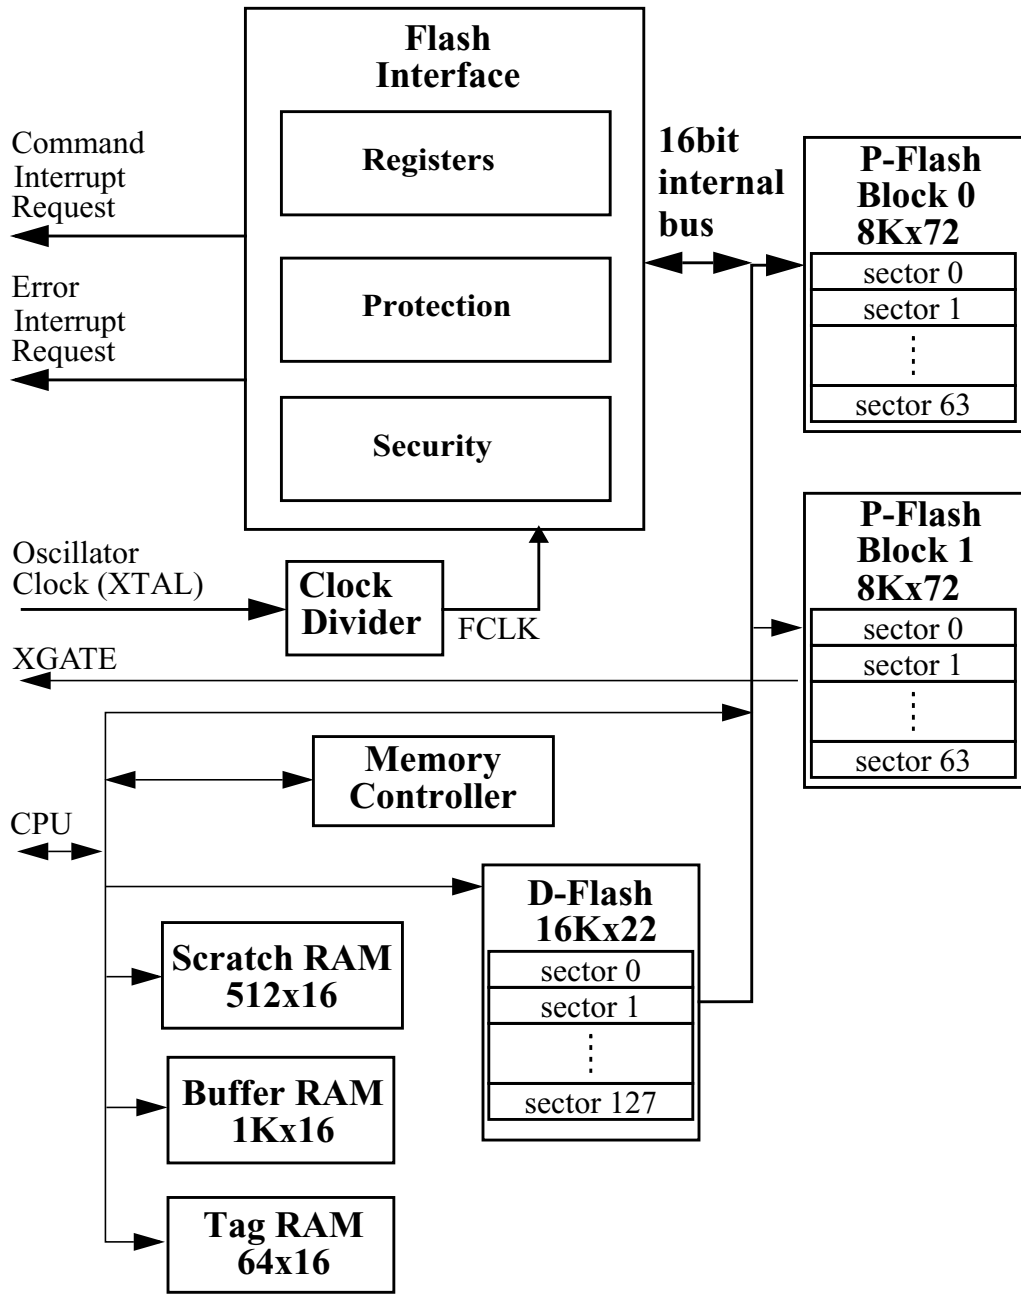 Flash
Interface
Registers
Protection
Security
Command
Interrupt
Request
Error
Interrupt
Request
16bit
internal
bus
P-Flash
Block 0
8Kx72
sector 0
sector 1
sector 63
P-Flash
Block 1
8Kx72
sector 0
sector 1
sector 63
Oscillator
Clock (XTAL)
Clock
Divider
FCLK
XGATE
Memory
Controller
CPU
D-Flash
16Kx22
sector 0
sector 1
sector 127
Scratch RAM
512x16
Buffer RAM
1Kx16
Tag RAM
64x16